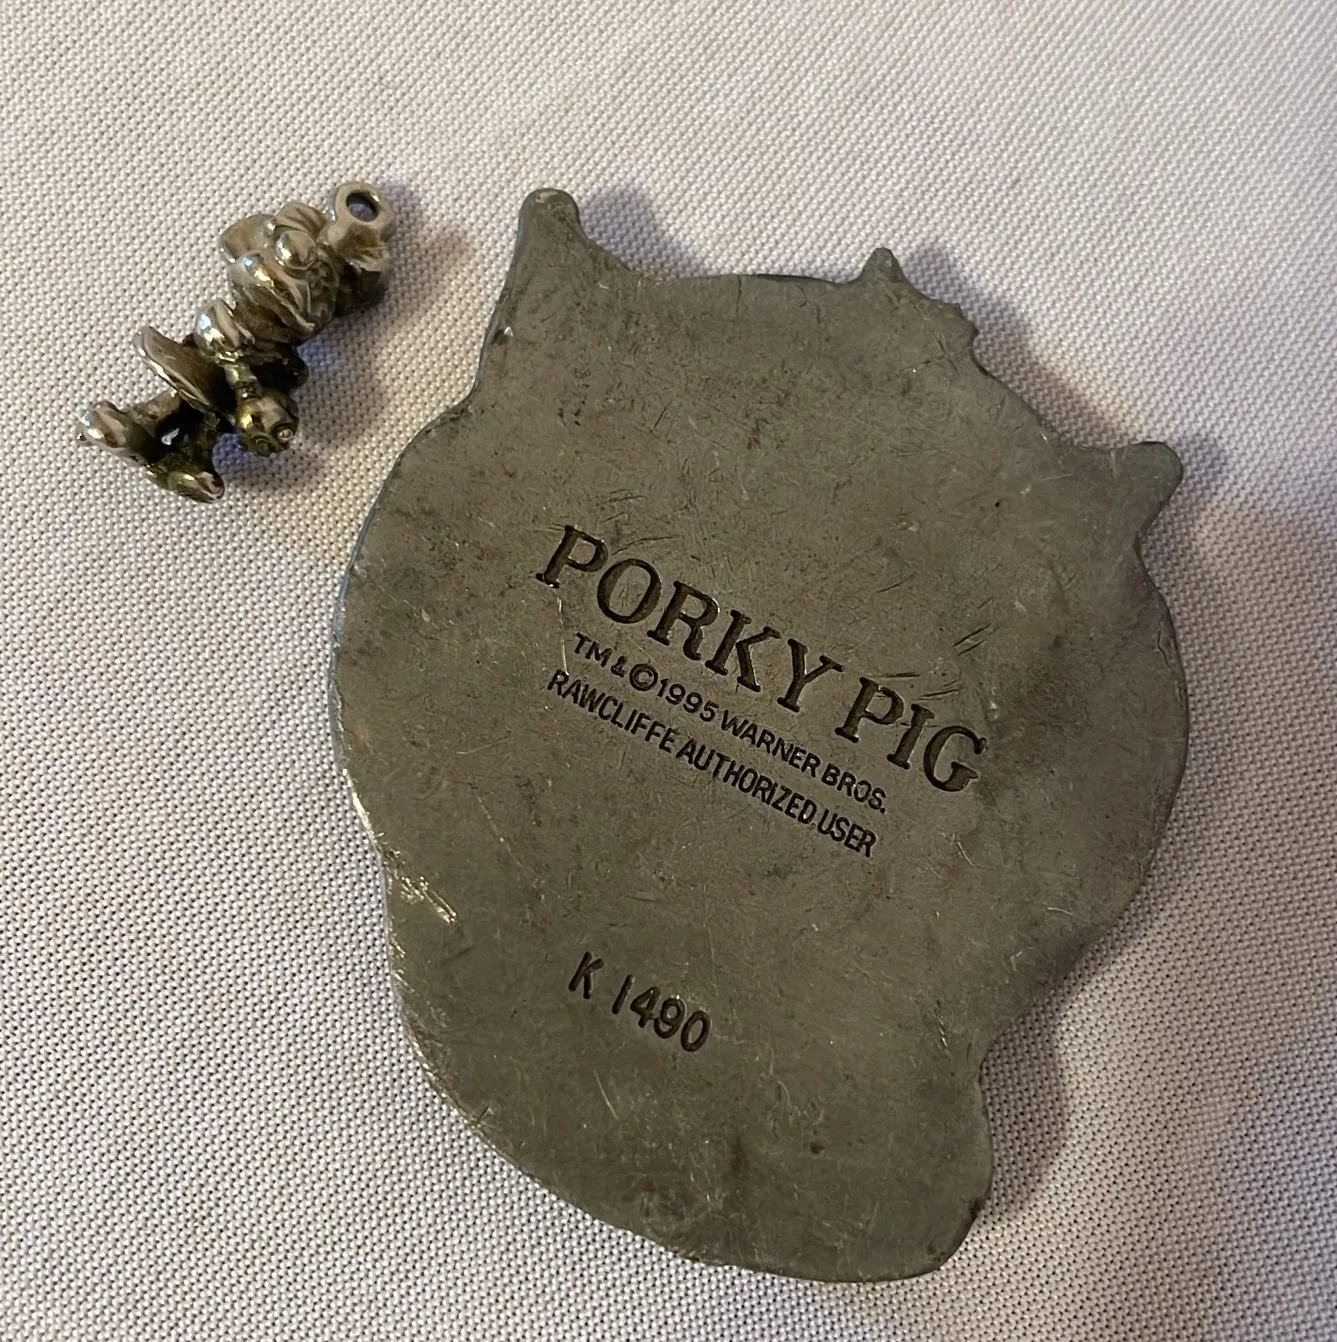 PORKY PIG
TM & © 1995 WARNER BROS.
RAWCLIFFE AUTHORIZED USER
K 1490